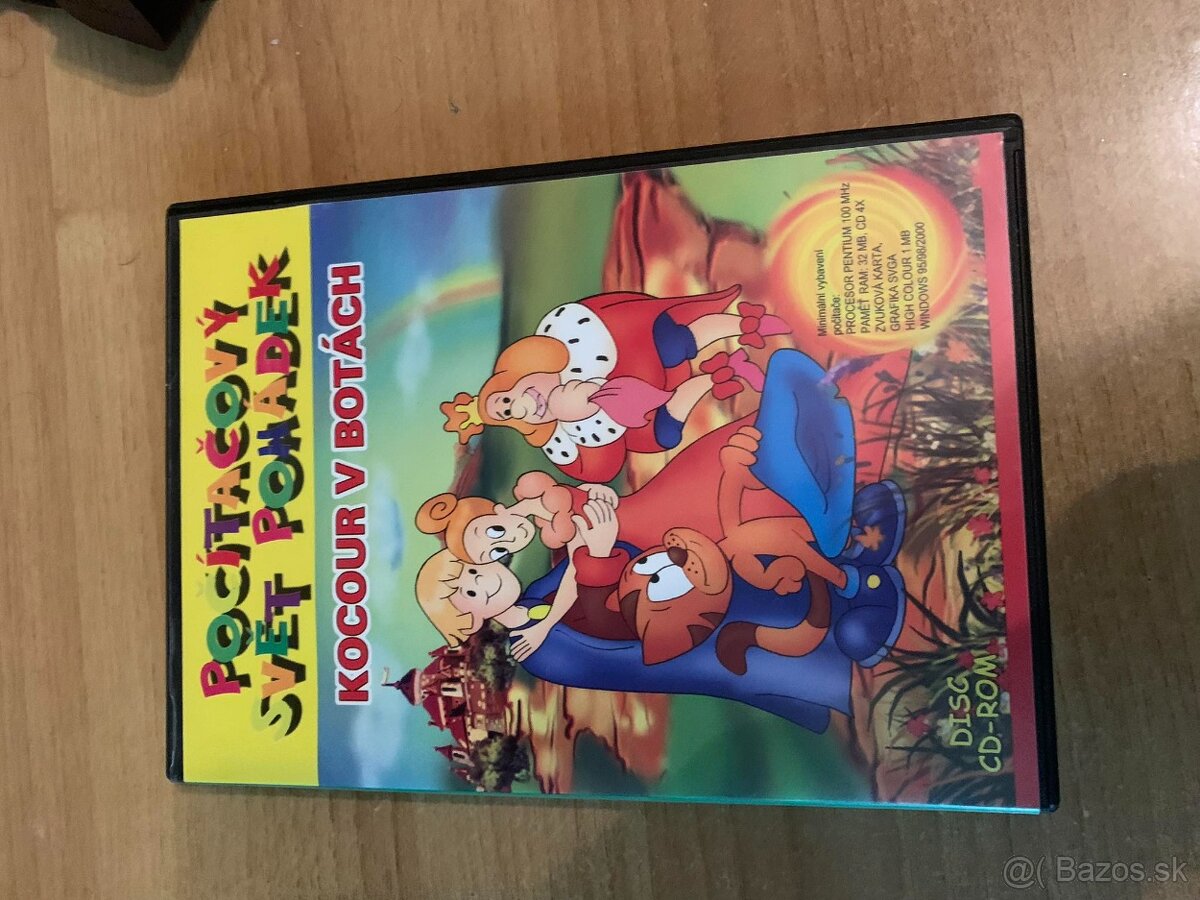 POČÍTAČOVÝ
SVĚT POHÁDEK
KOCOUR V BOTÁCH
Minimální vybavení
počítače:
PROCESOR PENTIUM 100 MHz
PAMĚŤ RAM: 32 MB, CD 4X
ZVUKOVÁ KARTA,
GRAFIKA SVGA
HIGH COLOUR 1 MB
WINDOWS 95/98/2000
DISC
CD-ROM
@( Bazos.sk